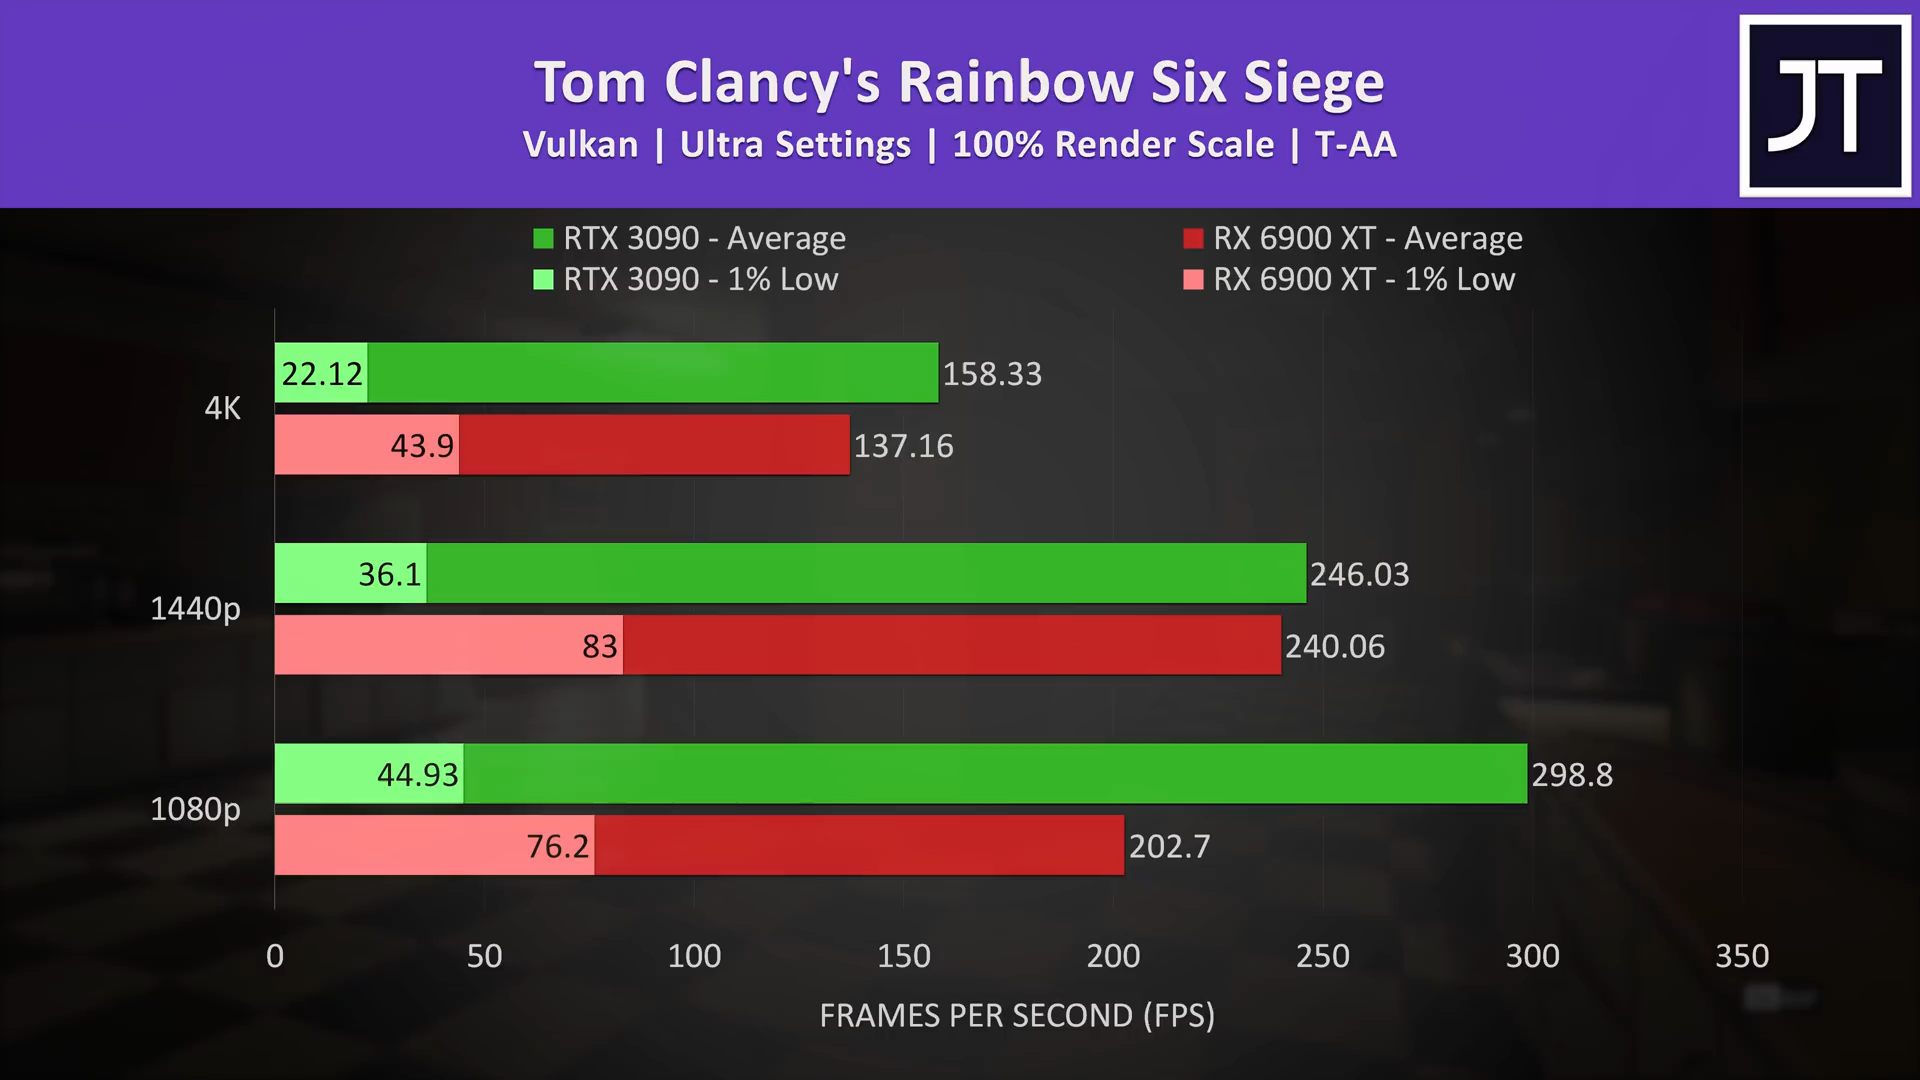 Tom Clancy's Rainbow Six Siege
Vulkan | Ultra Settings | 100% Render Scale | T-AA
JT
RTX 3090 - Average
RX 6900 XT - Average
RTX 3090 - 1% Low
RX 6900 XT - 1% Low
4K
22.12
158.33
43.9
137.16
1440p
36.1
246.03
83
240.06
1080p
44.93
298.8
76.2
202.7
0 50 100 150 200 250 300 350
FRAMES PER SECOND (FPS)